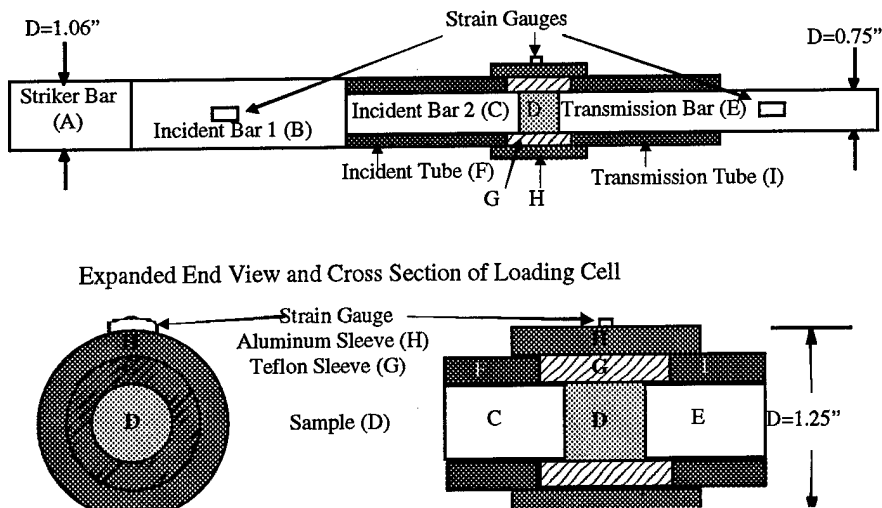 Strain Gauges
D=1.06”
D=0.75”
Striker Bar
(A)
Incident Bar 1 (B)
Incident Bar 2 (C)
D
Transmission Bar (E)
Incident Tube (F)
G
H
Transmission Tube (I)
Expanded End View and Cross Section of Loading Cell
Strain Gauge
Aluminum Sleeve (H)
Teflon Sleeve (G)
Sample (D)
H
D
H
G
I
I
C
D
E
D=1.25”